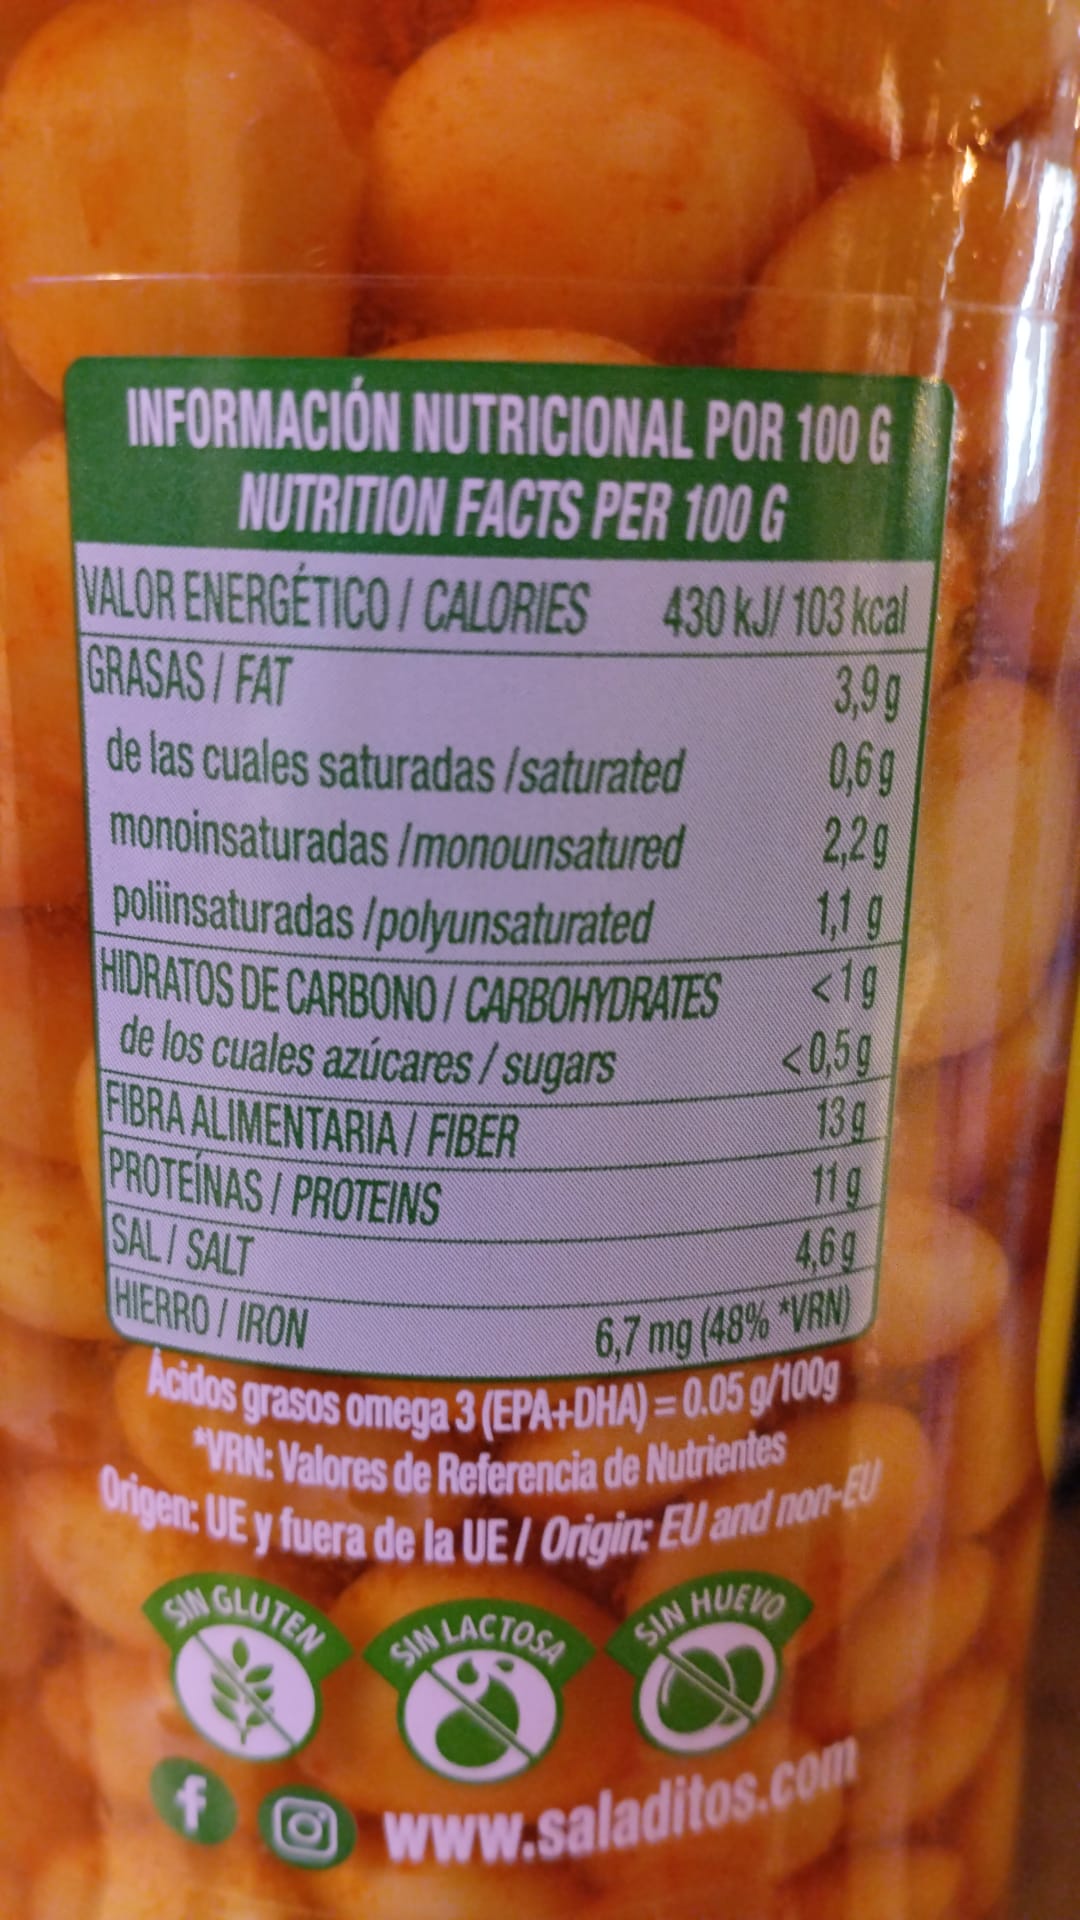 INFORMACIÓN NUTRICIONAL POR 100 G
NUTRITION FACTS PER 100 G
VALOR ENERGÉTICO / CALORIES 430 kJ/ 103 kcal
GRASAS / FAT 3,9 g
de las cuales saturadas /saturated 0,6 g
monoinsaturadas /monounsatured 2,2 g
poliinsaturadas /polyunsaturated 1,1 g
HIDRATOS DE CARBONO / CARBOHYDRATES <1 g
de los cuales azúcares / sugars <0,5 g
FIBRA ALIMENTARIA / FIBER 13 g
PROTEÍNAS / PROTEINS 11 g
SAL / SALT 4,6 g
HIERRO / IRON 6,7 mg (48% *VRN)
Ácidos grasos omega 3 (EPA+DHA) = 0.05 g/100g
*VRN: Valores de Referencia de Nutrientes
Origen: UE y fuera de la UE / Origin: EU and non-EU
SIN GLUTEN
SIN LACTOSA
SIN HUEVO
www.saladitos.com